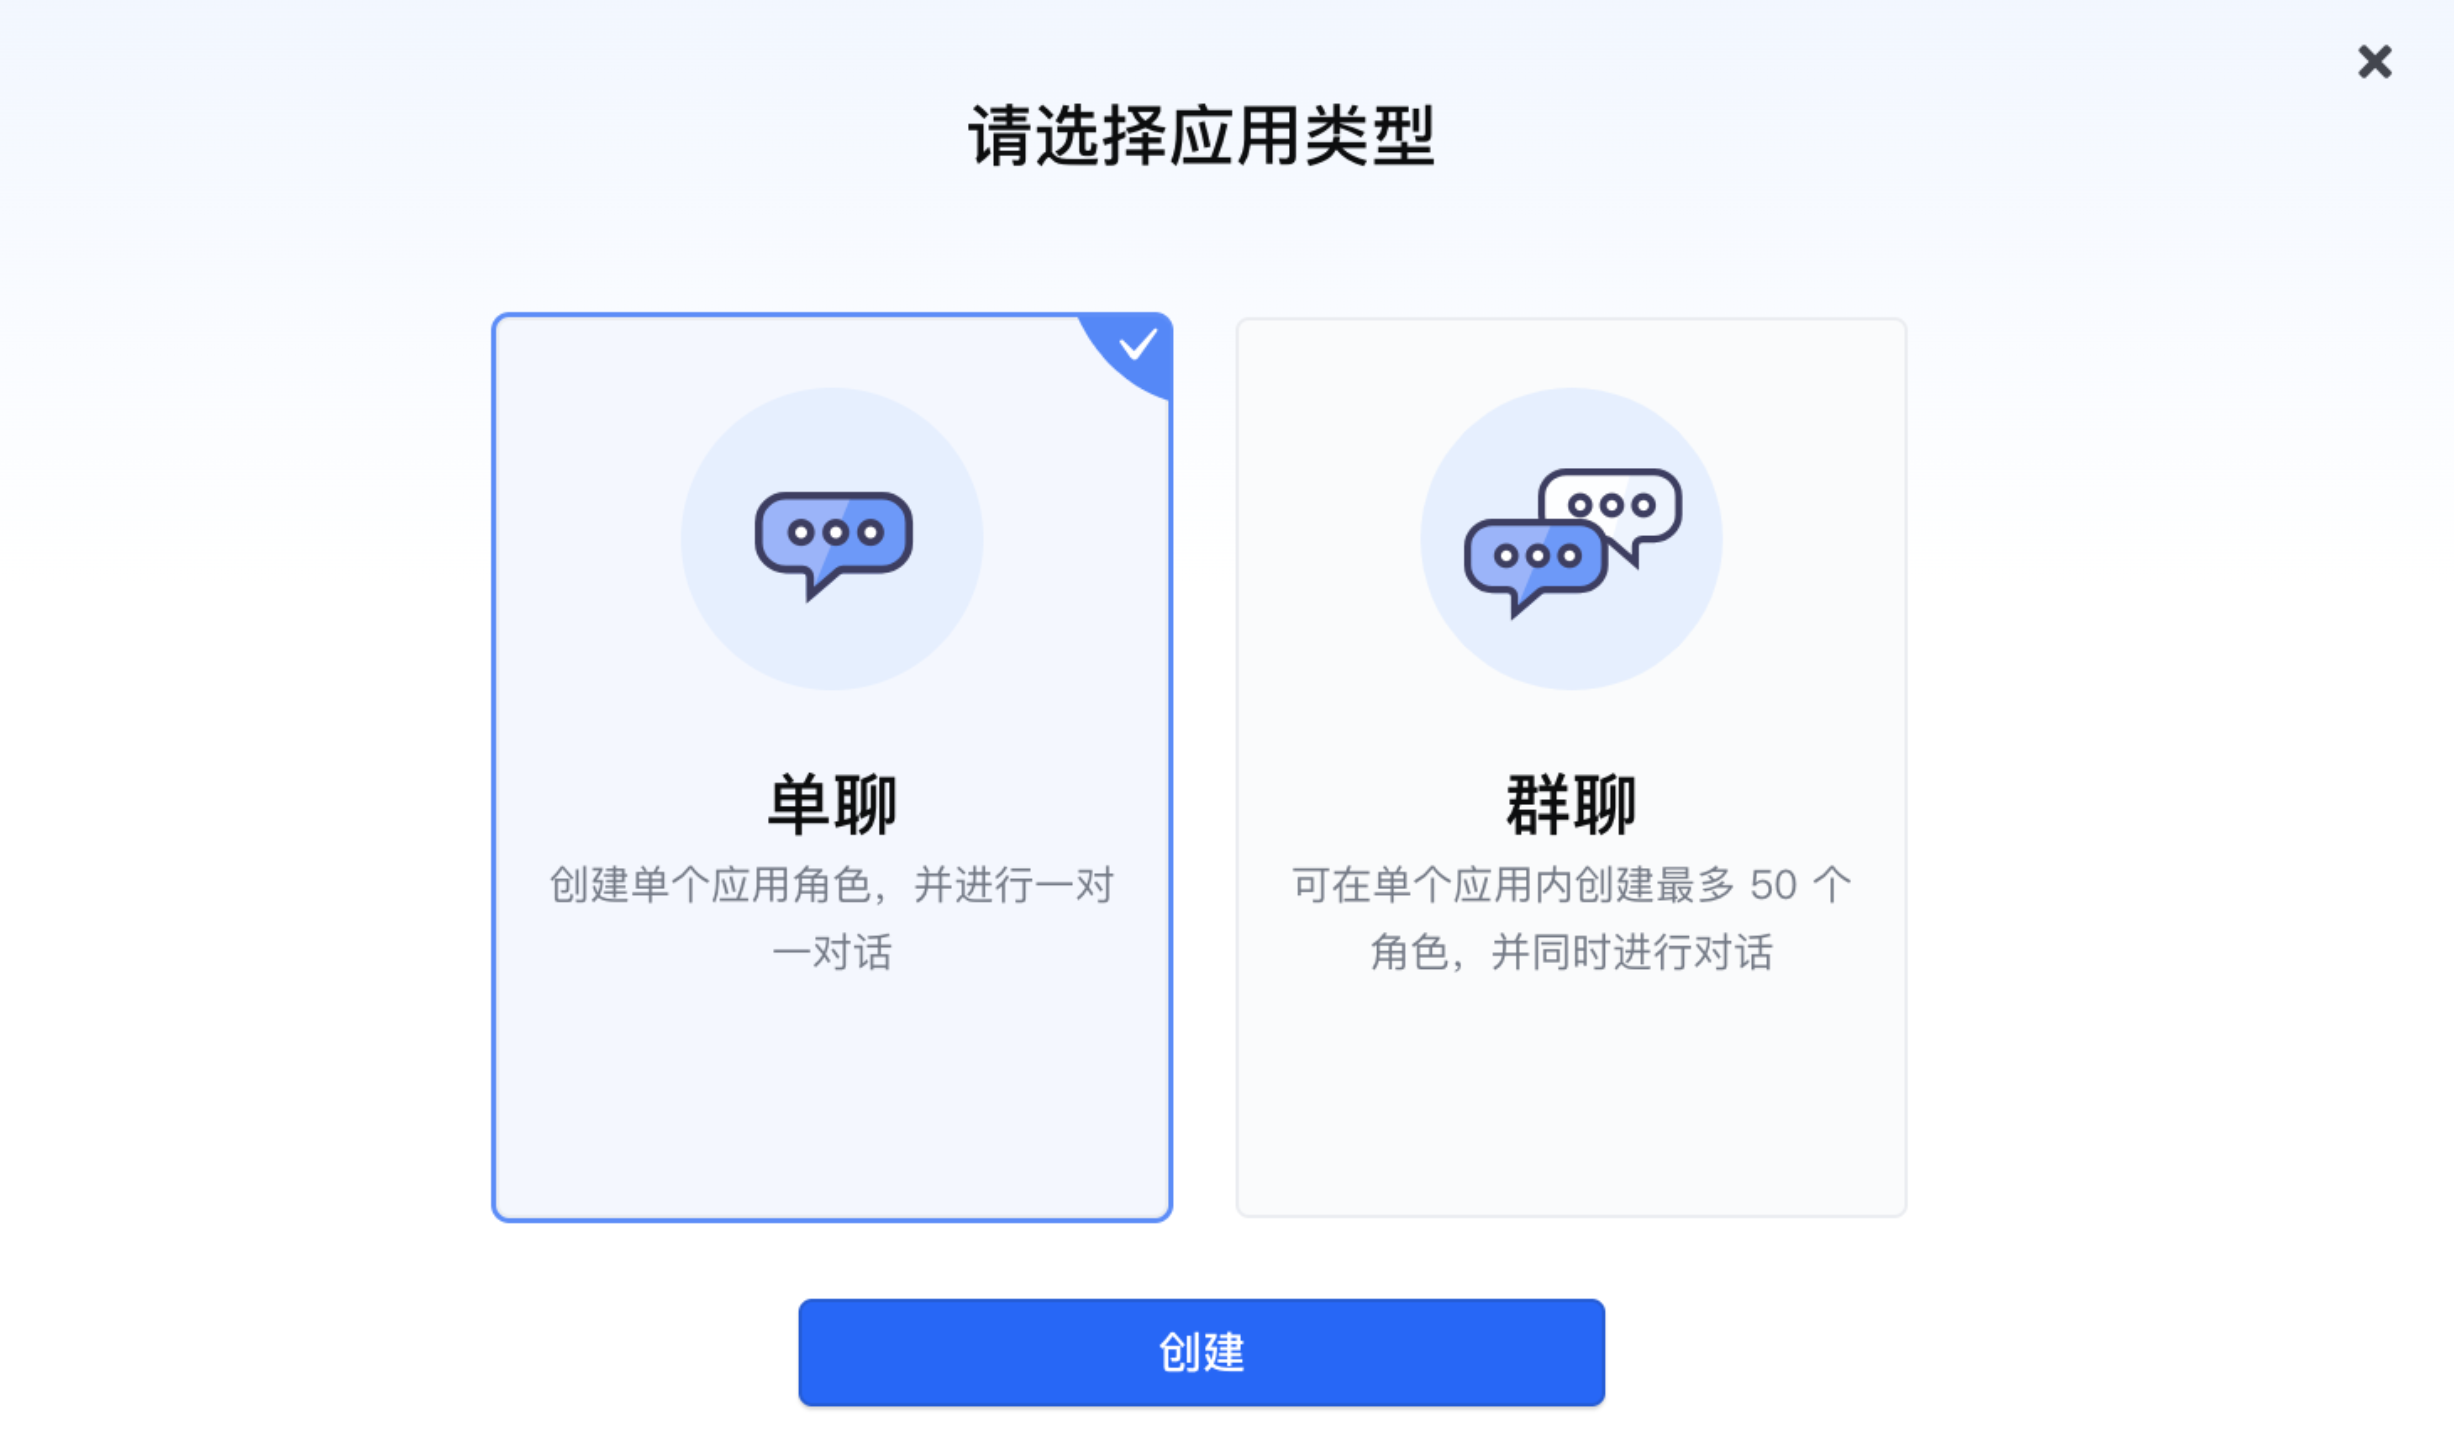 请选择应用类型
单聊
创建单个应用角色，并进行一对
一对话
群聊
可在单个应用内创建最多 50 个
角色，并同时进行对话
创建